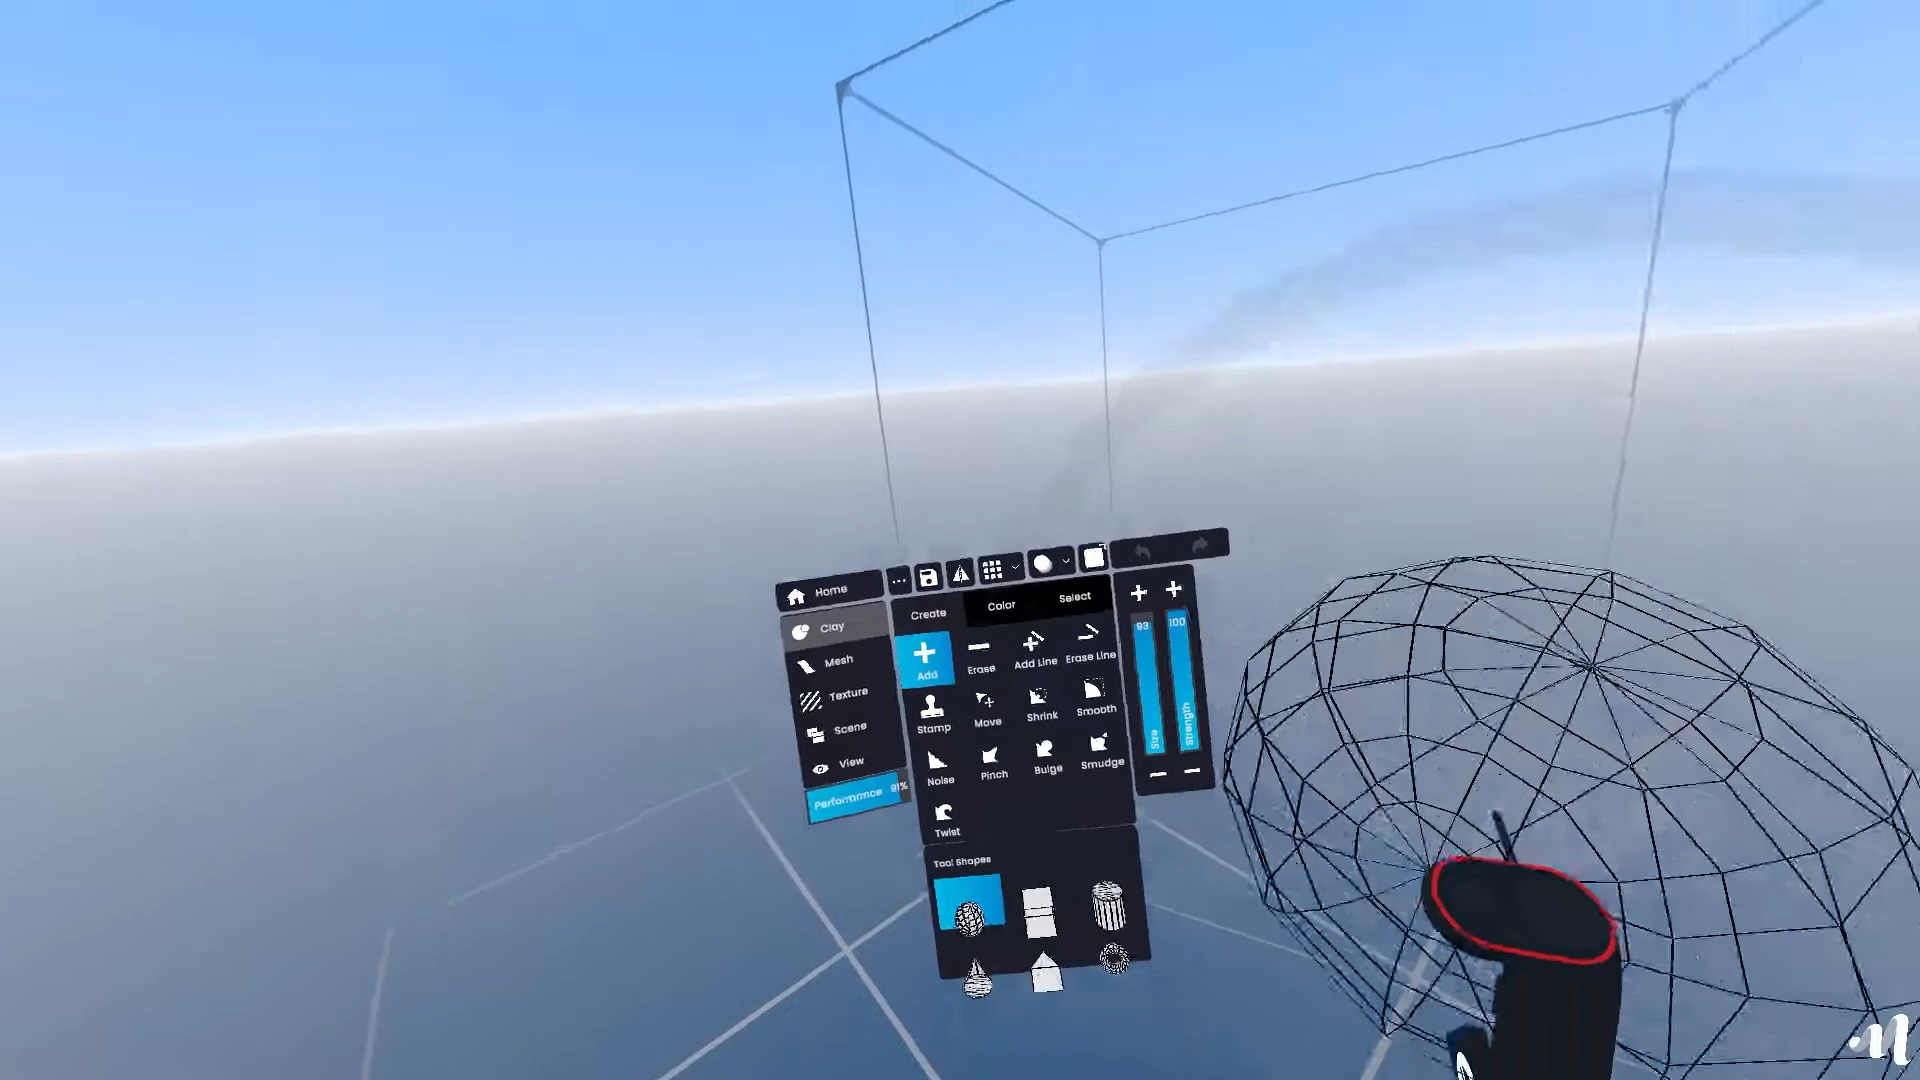 Home
Clay
Mesh
Texture
Scene
View
Performance 91%
Create Color Select
Add Erase Add Line Erase Line
Stamp Move Shrink Smooth
Noise Pinch Bulge Smudge
Twist
Tool Shapes
93 100
Size Strength